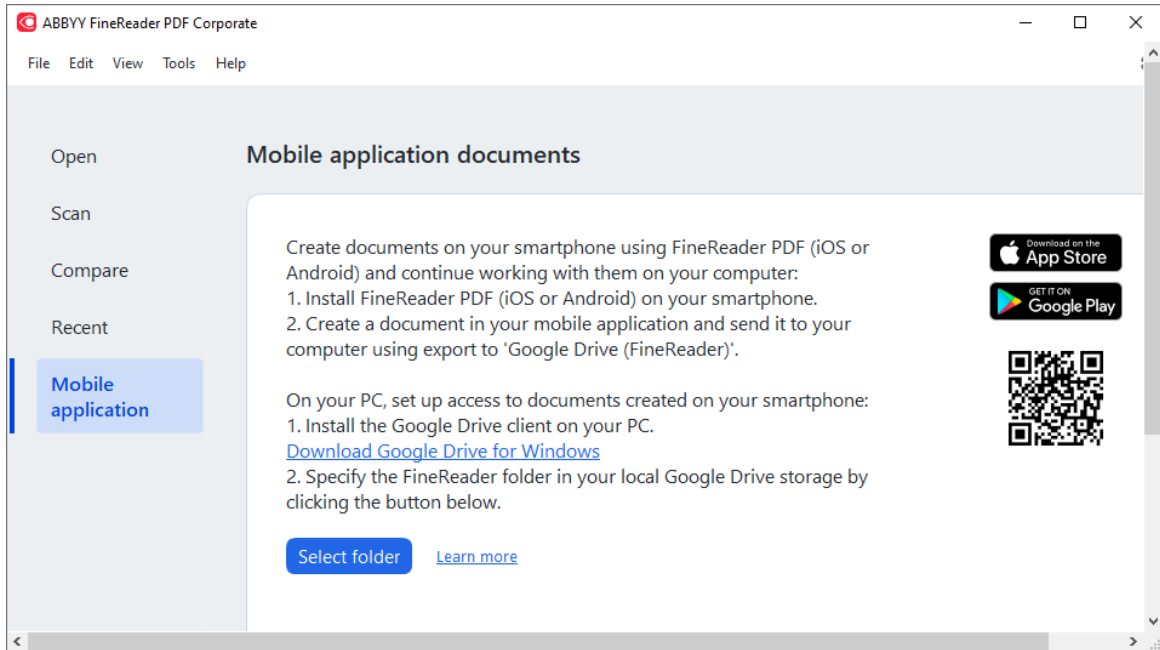 ABBYY FineReader PDF Corporate
File Edit View Tools Help
Open
Scan
Compare
Recent
Mobile
application
Mobile application documents
Create documents on your smartphone using FineReader PDF (iOS or
Android) and continue working with them on your computer:
1. Install FineReader PDF (iOS or Android) on your smartphone.
2. Create a document in your mobile application and send it to your
computer using export to 'Google Drive (FineReader)'.
On your PC, set up access to documents created on your smartphone:
1. Install the Google Drive client on your PC.
Download Google Drive for Windows
2. Specify the FineReader folder in your local Google Drive storage by
clicking the button below.
Select folder Learn more
Download on the
App Store
GET IT ON
Google Play